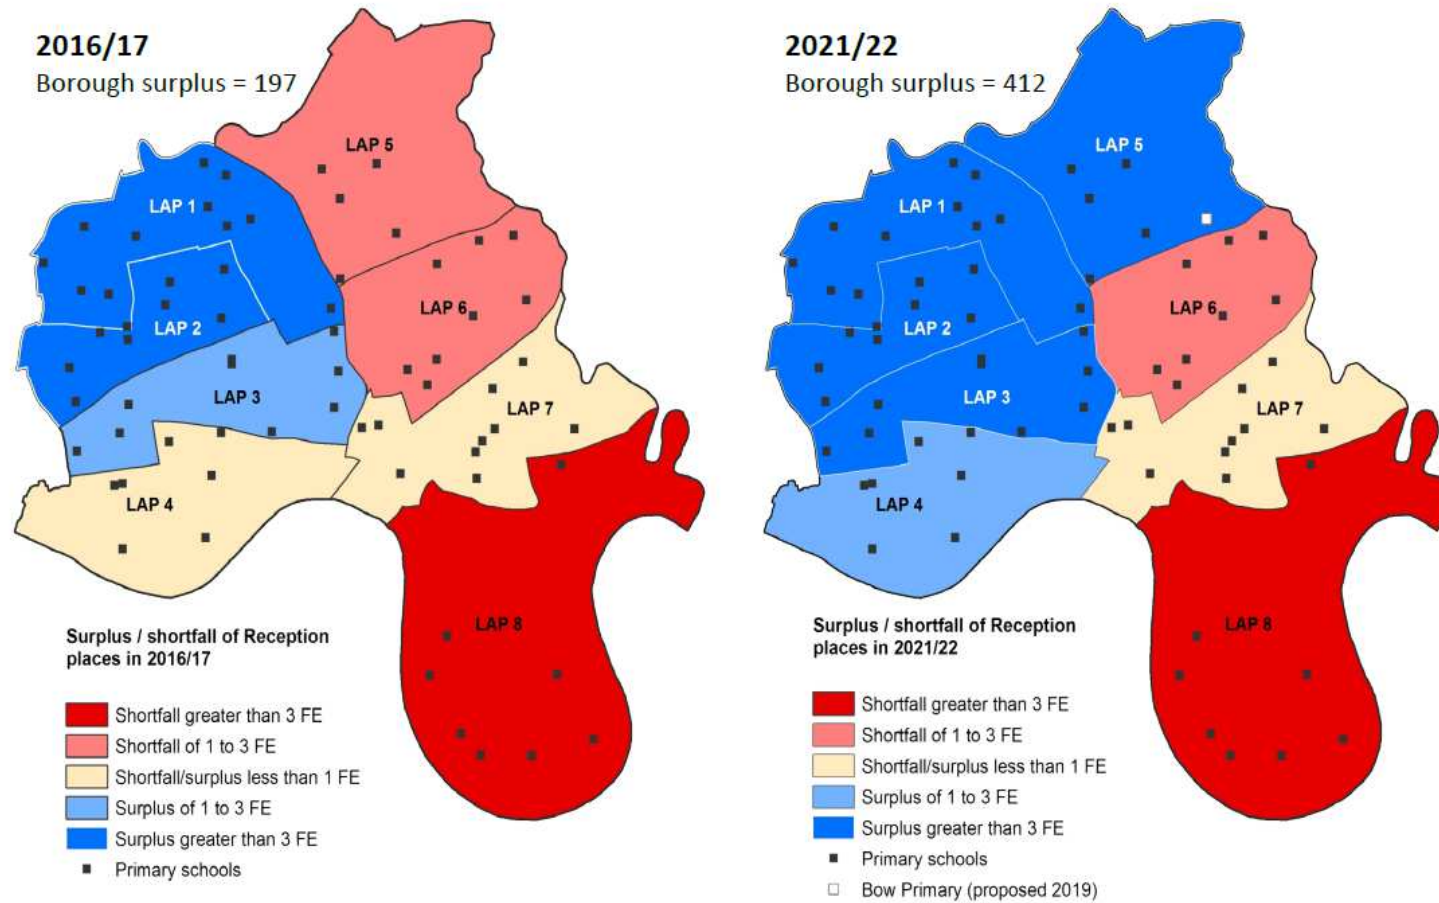 2016/17
Borough surplus = 197
LAP 5
LAP 1
LAP 6
LAP 2
LAP 3
LAP 7
LAP 4
LAP 8
Surplus / shortfall of Reception
places in 2016/17
Shortfall greater than 3 FE
Shortfall of 1 to 3 FE
Shortfall/surplus less than 1 FE
Surplus of 1 to 3 FE
Surplus greater than 3 FE
Primary schools
2021/22
Borough surplus = 412
LAP 5
LAP 1
LAP 6
LAP 2
LAP 3
LAP 7
LAP 4
LAP 8
Surplus / shortfall of Reception
places in 2021/22
Shortfall greater than 3 FE
Shortfall of 1 to 3 FE
Shortfall/surplus less than 1 FE
Surplus of 1 to 3 FE
Surplus greater than 3 FE
Primary schools
Bow Primary (proposed 2019)